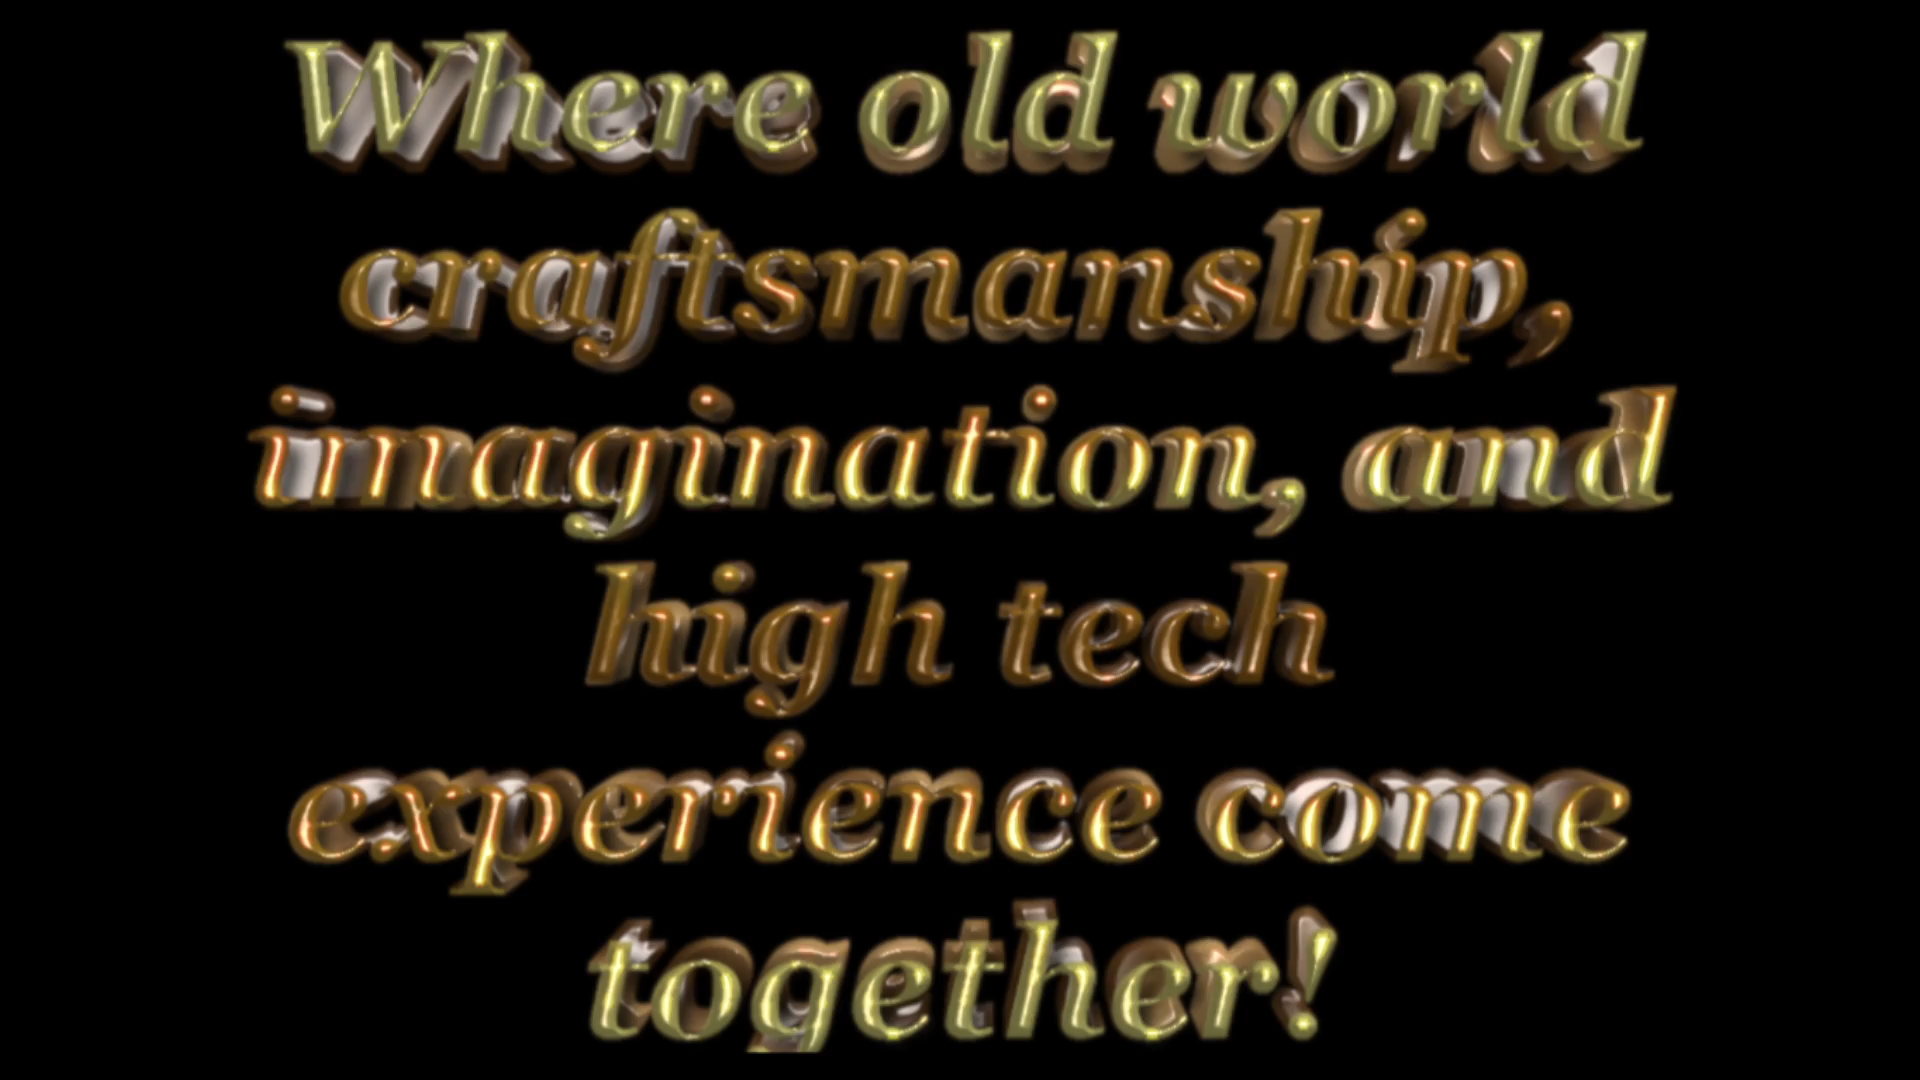 Where old world
craftsmanship,
imagination, and
high tech
experience come
together!